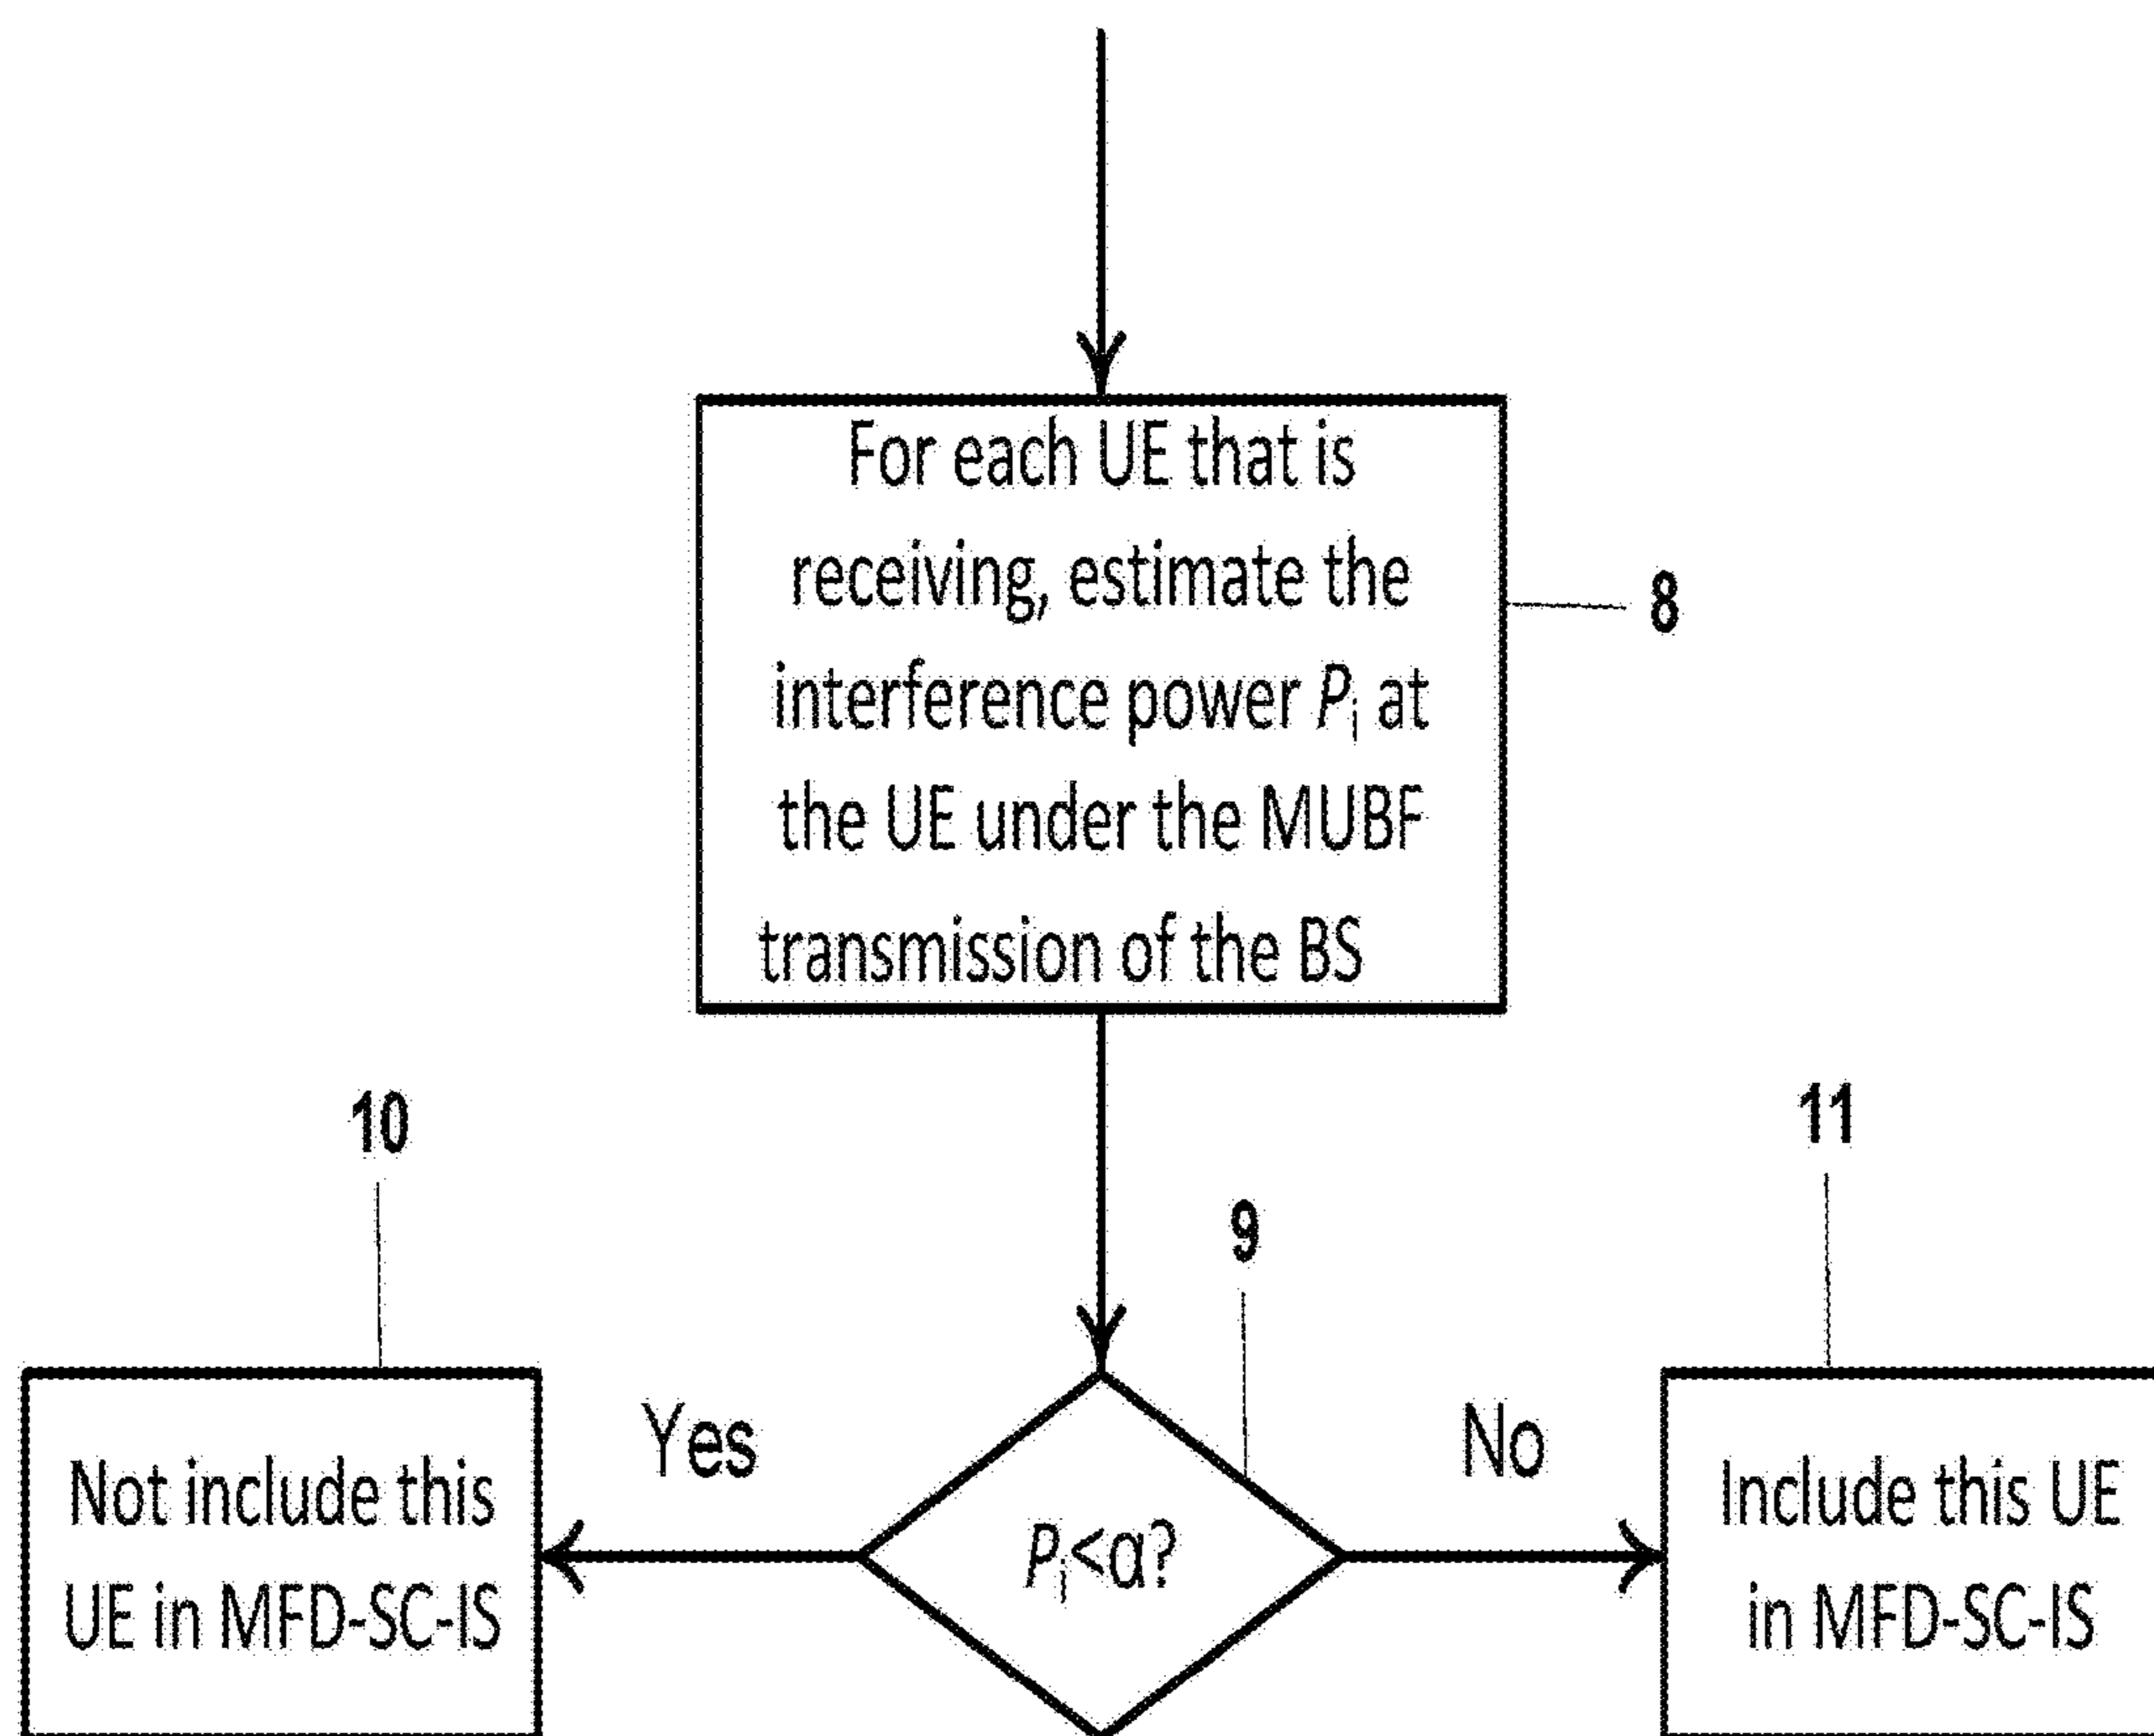 For each UE that is
receiving, estimate the
interference power Pi at
the UE under the MUBF
transmission of the BS
8
10
11
9
Yes
No
Not include this
UE in MFD-SC-IS
Pi<α?
Include this UE
in MFD-SC-IS